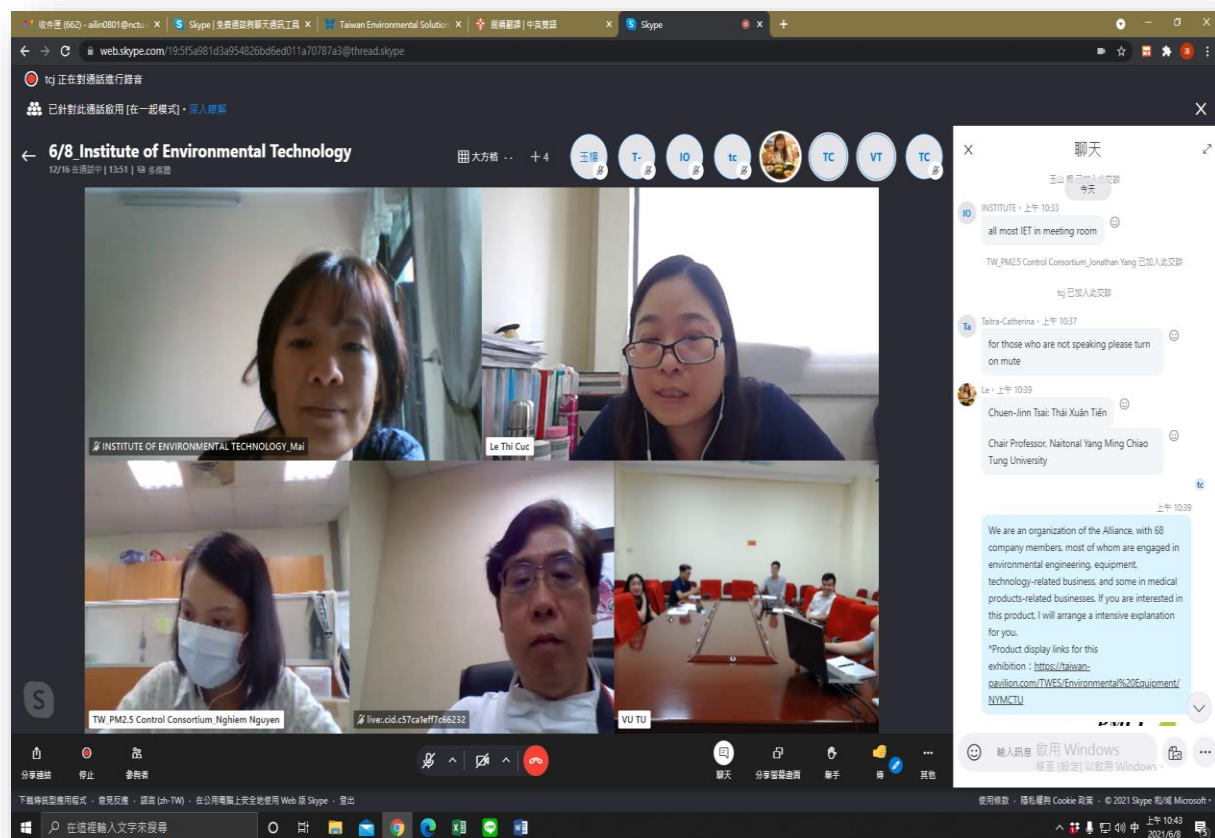 收件匣 (662) - ailin0801@nctu.
Skype | 免費通話與聊天通訊工具
Taiwan Environmental Solution
Skype
web.skype.com/19:5f5a981d3a954826bd6ed011a70787a3@thread.skype
tcj 正在對通話進行錄音
已針對此通話啟用 [在一起模式]・深入瞭解
6/8_Institute of Environmental Technology
12/16 在通話中 | 13:51 | 多媒體
大方格
+4
T-
IO
tc
TC
VT
TC
INSTITUTE OF ENVIRONMENTAL TECHNOLOGY_Mai
Le Thi Cuc
TW_PM2.5 Control Consortium_Nghiem Nguyen
live:.cid.c57ca1eff7c66232
VU TU
聊天
今天
IO
INSTITUTE，上午 10:33
all most IET in meeting room
TW_PM2.5 Control Consortium_Jonathan Yang 已加入此交談
tcj 已加入此交談
Ta
Taitra-Catherina，上午 10:37
for those who are not speaking please turn
on mute
Le，上午 10:39
Chuen-Jinn Tsai: Thái Xuân Tiến
Chair Professor, Naitonal Yang Ming Chiao
Tung University
tc
上午 10:39
We are an organization of the Alliance, with 68
company members, most of whom are engaged in
environmental engineering, equipment,
technology-related business, and some in medical
products-related businesses. If you are interested in
this product, I will arrange a intensive explanation
for you.
*Product display links for this
exhibition：https://taiwan-
pavilion.com/TWES/Environmental%20Equipment/
NYMCTU
輸入訊息
啟用 Windows
移至 [設定] 以啟用 Windows。
分享連結
停止
參與者
聊天
分享螢幕畫面
舉手
其他
下載傳統型應用程式・意見反應・語言 (zh-TW)・在公用電腦上安全地使用 Web 版 Skype・登出
使用條款・隱私權與 Cookie 政策・© 2021 Skype 和/或 Microsoft
在這裡輸入文字來搜尋
中
上午 10:43
2021/6/8